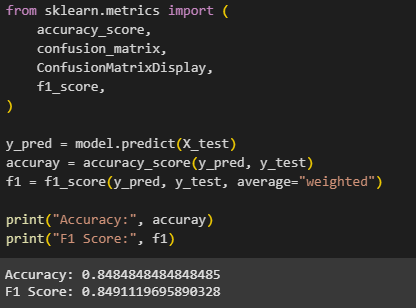 from sklearn.metrics import (
    accuracy_score,
    confusion_matrix,
    ConfusionMatrixDisplay,
    f1_score,
)
y_pred = model.predict(X_test)
accuray = accuracy_score(y_pred, y_test)
f1 = f1_score(y_pred, y_test, average="weighted")
print("Accuracy:", accuray)
print("F1 Score:", f1)
Accuracy: 0.8484848484848485
F1 Score: 0.8491119695890328